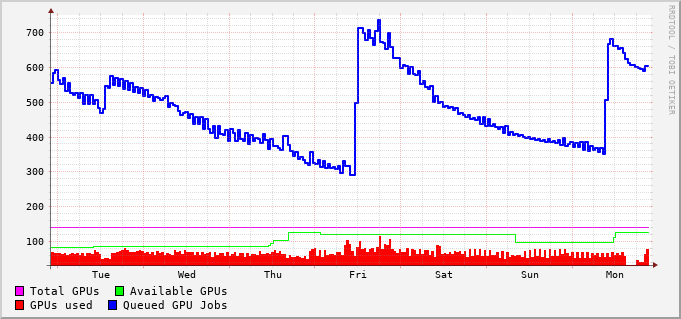 700
600
500
400
300
200
100
Tue Wed Thu Fri Sat Sun Mon
Total GPUs Available GPUs
GPUs used Queued GPU Jobs
RRDTOOL / TOBI OETIKER